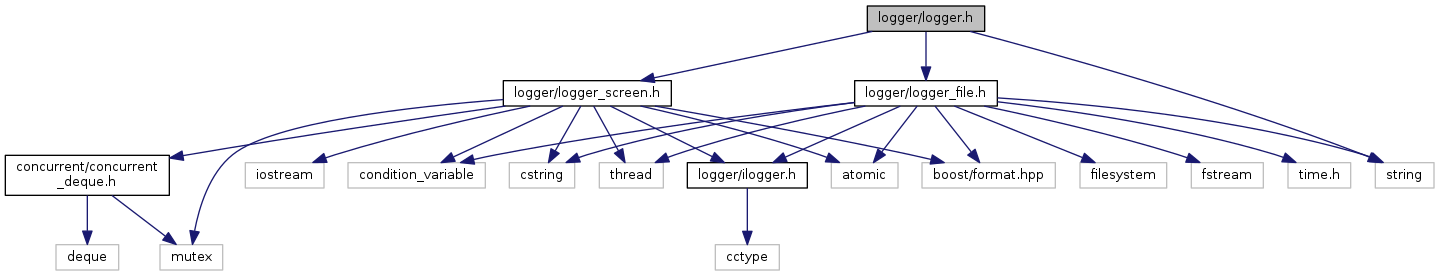 logger/logger.h
logger/logger_screen.h
logger/logger_file.h
concurrent/concurrent
_deque.h
iostream
condition_variable
cstring
thread
logger/ilogger.h
atomic
boost/format.hpp
filesystem
fstream
time.h
string
deque
mutex
cctype